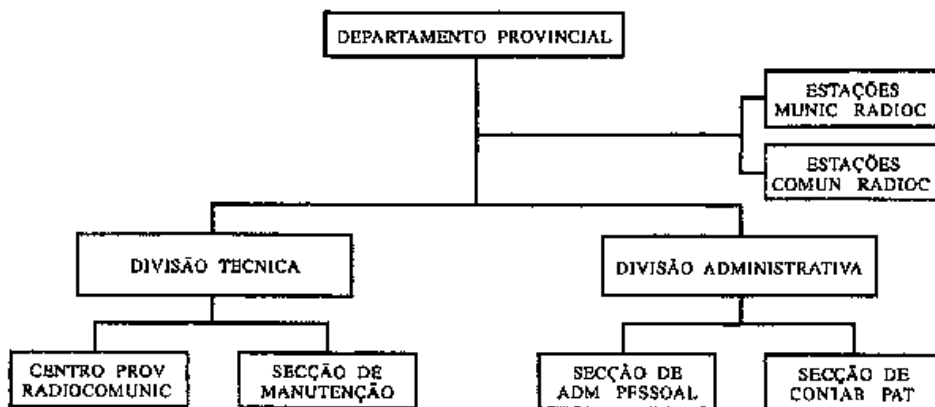 DEPARTAMENTO PROVINCIAL
ESTAÇÕES
MUNIC RADIOC
ESTAÇÕES
COMUN RADIOC
DIVISÃO TECNICA
DIVISÃO ADMINISTRATIVA
CENTRO PROV
RADIOCOMUNIC
SECÇÃO DE
MANUTENÇÃO
SECÇÃO DE
ADM PESSOAL
SECÇÃO DE
CONTAB PAT